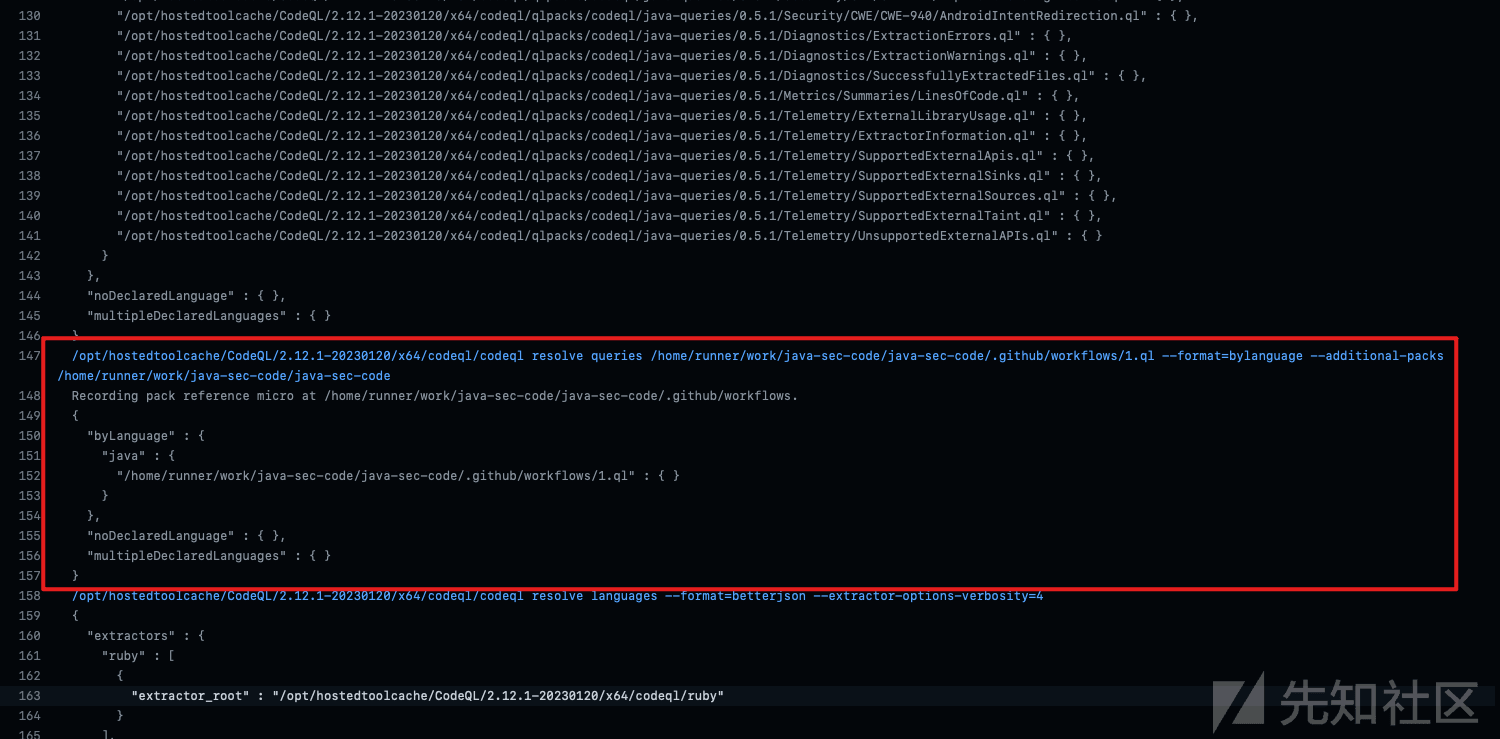 130 "/opt/hostedtoolcache/CodeQL/2.12.1-20230120/x64/codeql/qlpacks/codeql/java-queries/0.5.1/Security/CWE/CWE-940/AndroidIntentRedirection.ql" : { },
131 "/opt/hostedtoolcache/CodeQL/2.12.1-20230120/x64/codeql/qlpacks/codeql/java-queries/0.5.1/Diagnostics/ExtractionErrors.ql" : { },
132 "/opt/hostedtoolcache/CodeQL/2.12.1-20230120/x64/codeql/qlpacks/codeql/java-queries/0.5.1/Diagnostics/ExtractionWarnings.ql" : { },
133 "/opt/hostedtoolcache/CodeQL/2.12.1-20230120/x64/codeql/qlpacks/codeql/java-queries/0.5.1/Diagnostics/SuccessfullyExtractedFiles.ql" : { },
134 "/opt/hostedtoolcache/CodeQL/2.12.1-20230120/x64/codeql/qlpacks/codeql/java-queries/0.5.1/Metrics/Summaries/LinesOfCode.ql" : { },
135 "/opt/hostedtoolcache/CodeQL/2.12.1-20230120/x64/codeql/qlpacks/codeql/java-queries/0.5.1/Telemetry/ExternalLibraryUsage.ql" : { },
136 "/opt/hostedtoolcache/CodeQL/2.12.1-20230120/x64/codeql/qlpacks/codeql/java-queries/0.5.1/Telemetry/ExtractorInformation.ql" : { },
137 "/opt/hostedtoolcache/CodeQL/2.12.1-20230120/x64/codeql/qlpacks/codeql/java-queries/0.5.1/Telemetry/SupportedExternalApis.ql" : { },
138 "/opt/hostedtoolcache/CodeQL/2.12.1-20230120/x64/codeql/qlpacks/codeql/java-queries/0.5.1/Telemetry/SupportedExternalSinks.ql" : { },
139 "/opt/hostedtoolcache/CodeQL/2.12.1-20230120/x64/codeql/qlpacks/codeql/java-queries/0.5.1/Telemetry/SupportedExternalSources.ql" : { },
140 "/opt/hostedtoolcache/CodeQL/2.12.1-20230120/x64/codeql/qlpacks/codeql/java-queries/0.5.1/Telemetry/SupportedExternalTaint.ql" : { },
141 "/opt/hostedtoolcache/CodeQL/2.12.1-20230120/x64/codeql/qlpacks/codeql/java-queries/0.5.1/Telemetry/UnsupportedExternalAPIs.ql" : { }
142 }
143 },
144 "noDeclaredLanguage" : { },
145 "multipleDeclaredLanguages" : { }
146 }
147 /opt/hostedtoolcache/CodeQL/2.12.1-20230120/x64/codeql/codeql resolve queries /home/runner/work/java-sec-code/java-sec-code/.github/workflows/1.ql --format=bylanguage --additional-packs
/home/runner/work/java-sec-code/java-sec-code
148 Recording pack reference micro at /home/runner/work/java-sec-code/java-sec-code/.github/workflows.
149 {
150 "byLanguage" : {
151 "java" : {
152 "/home/runner/work/java-sec-code/java-sec-code/.github/workflows/1.ql" : { }
153 }
154 },
155 "noDeclaredLanguage" : { },
156 "multipleDeclaredLanguages" : { }
157 }
158 /opt/hostedtoolcache/CodeQL/2.12.1-20230120/x64/codeql/codeql resolve languages --format=betterjson --extractor-options-verbosity=4
159 {
160 "extractors" : {
161 "ruby" : [
162 {
163 "extractor_root" : "/opt/hostedtoolcache/CodeQL/2.12.1-20230120/x64/codeql/ruby"
164 }
165 ],
先知社区